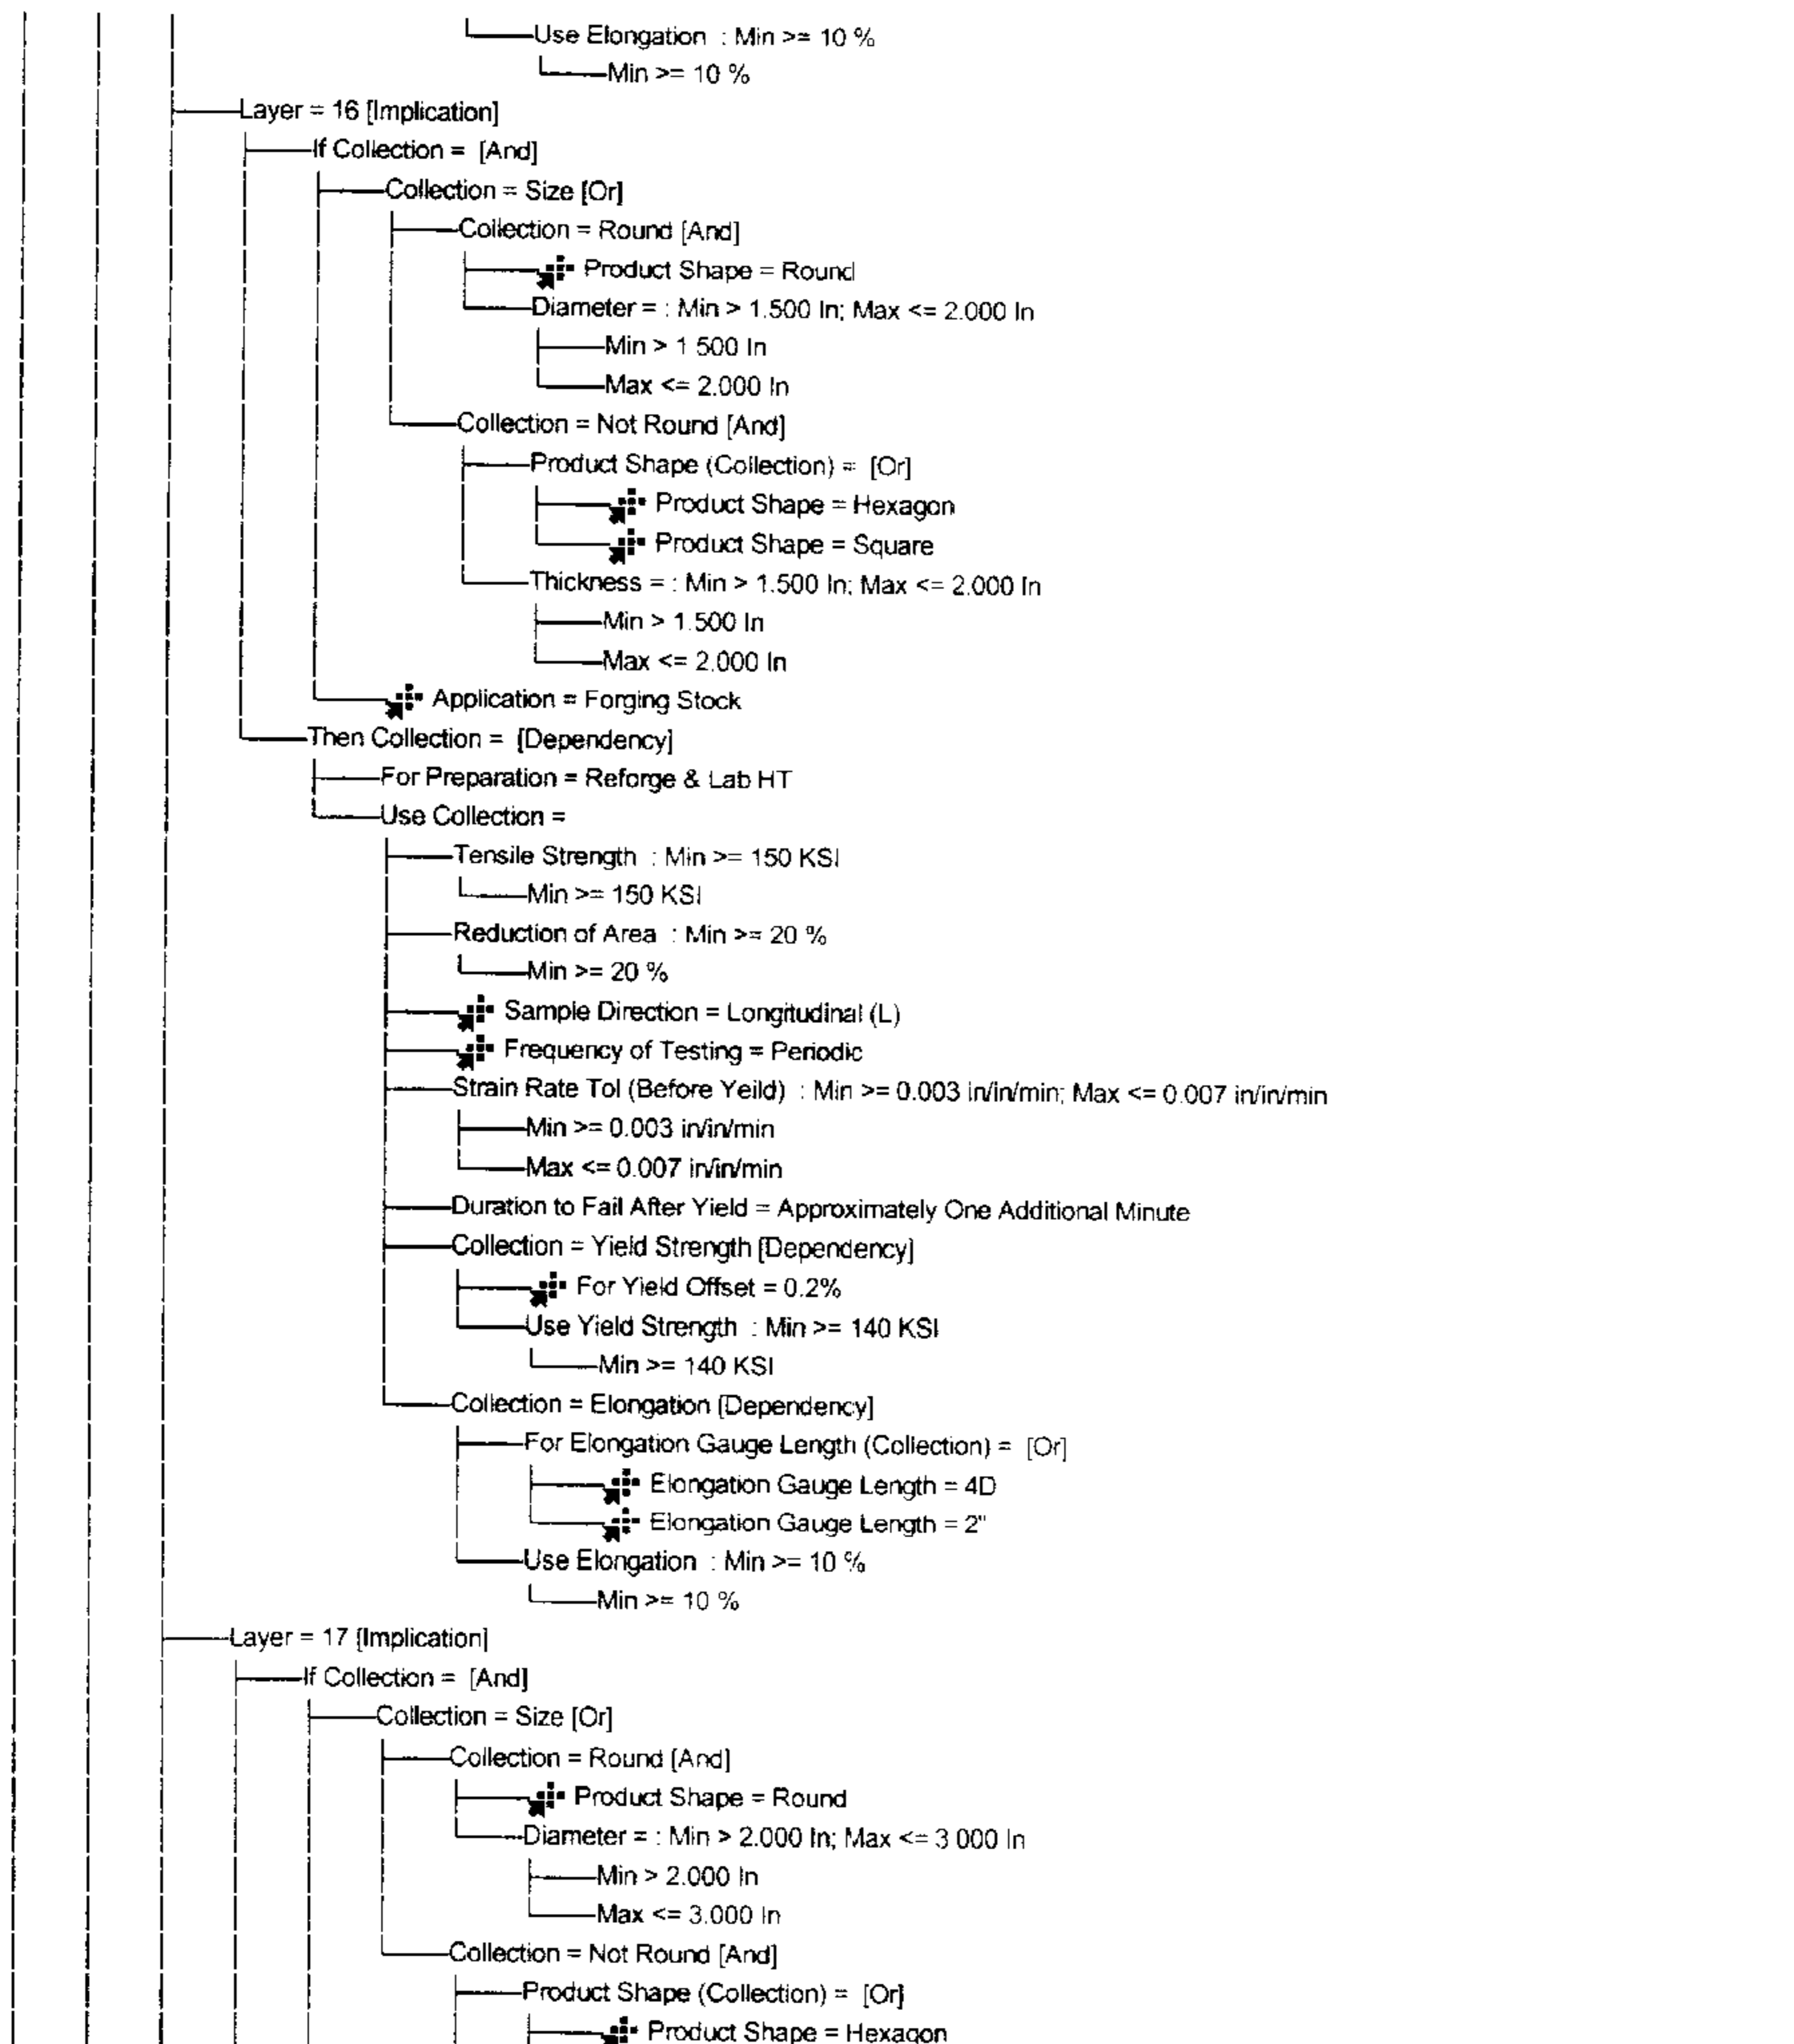 Use Elongation : Min >= 10 %
Min >= 10 %
Layer = 16 [Implication]
If Collection = [And]
Collection = Size [Or]
Collection = Round [And]
Product Shape = Round
Diameter = : Min > 1.500 In; Max <= 2.000 In
Min > 1 500 In
Max <= 2.000 In
Collection = Not Round [And]
Product Shape (Collection) = [Or]
Product Shape = Hexagon
Product Shape = Square
Thickness = : Min > 1.500 In; Max <= 2.000 In
Min > 1.500 In
Max <= 2.000 In
Application = Forging Stock
Then Collection = [Dependency]
For Preparation = Reforge & Lab HT
Use Collection =
Tensile Strength : Min >= 150 KSI
Min >= 150 KSI
Reduction of Area : Min >= 20 %
Min >= 20 %
Sample Direction = Longitudinal (L)
Frequency of Testing = Periodic
Strain Rate Tol (Before Yeild) : Min >= 0.003 in/in/min; Max <= 0.007 in/in/min
Min >= 0.003 in/in/min
Max <= 0.007 in/in/min
Duration to Fail After Yield = Approximately One Additional Minute
Collection = Yield Strength [Dependency]
For Yield Offset = 0.2%
Use Yield Strength : Min >= 140 KSI
Min >= 140 KSI
Collection = Elongation [Dependency]
For Elongation Gauge Length (Collection) = [Or]
Elongation Gauge Length = 4D
Elongation Gauge Length = 2"
Use Elongation : Min >= 10 %
Min >= 10 %
Layer = 17 [Implication]
If Collection = [And]
Collection = Size [Or]
Collection = Round [And]
Product Shape = Round
Diameter = : Min > 2.000 In; Max <= 3 000 In
Min > 2.000 In
Max <= 3.000 In
Collection = Not Round [And]
Product Shape (Collection) = [Or]
Product Shape = Hexagon